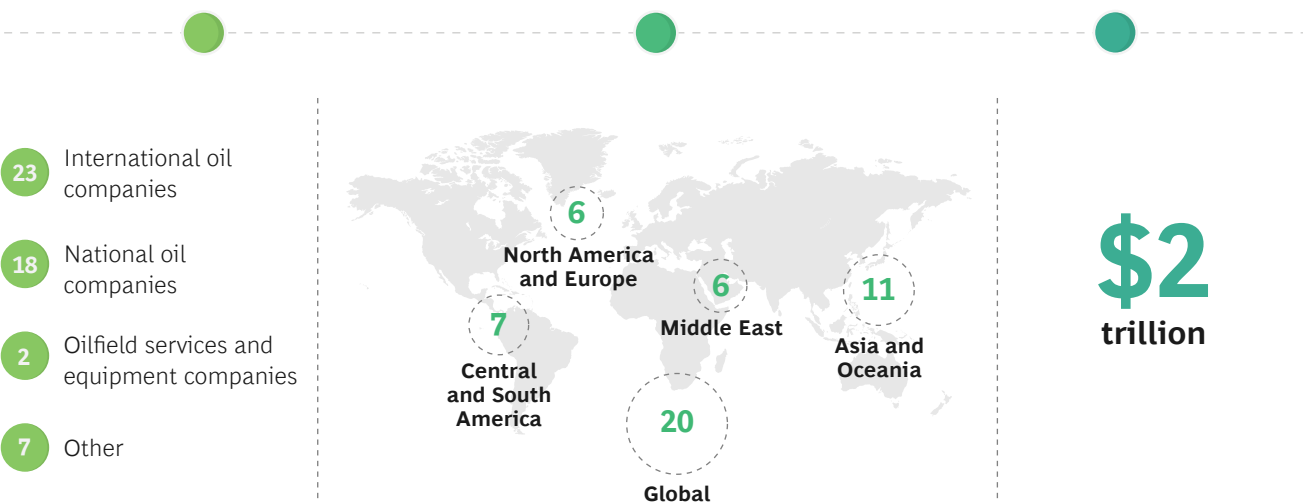 23
International oil
companies
18
National oil
companies
2
Oilfield services and
equipment companies
7
Other
6
North America
and Europe
6
Middle East
11
Asia and
Oceania
7
Central
and South
America
20
Global
$2
trillion